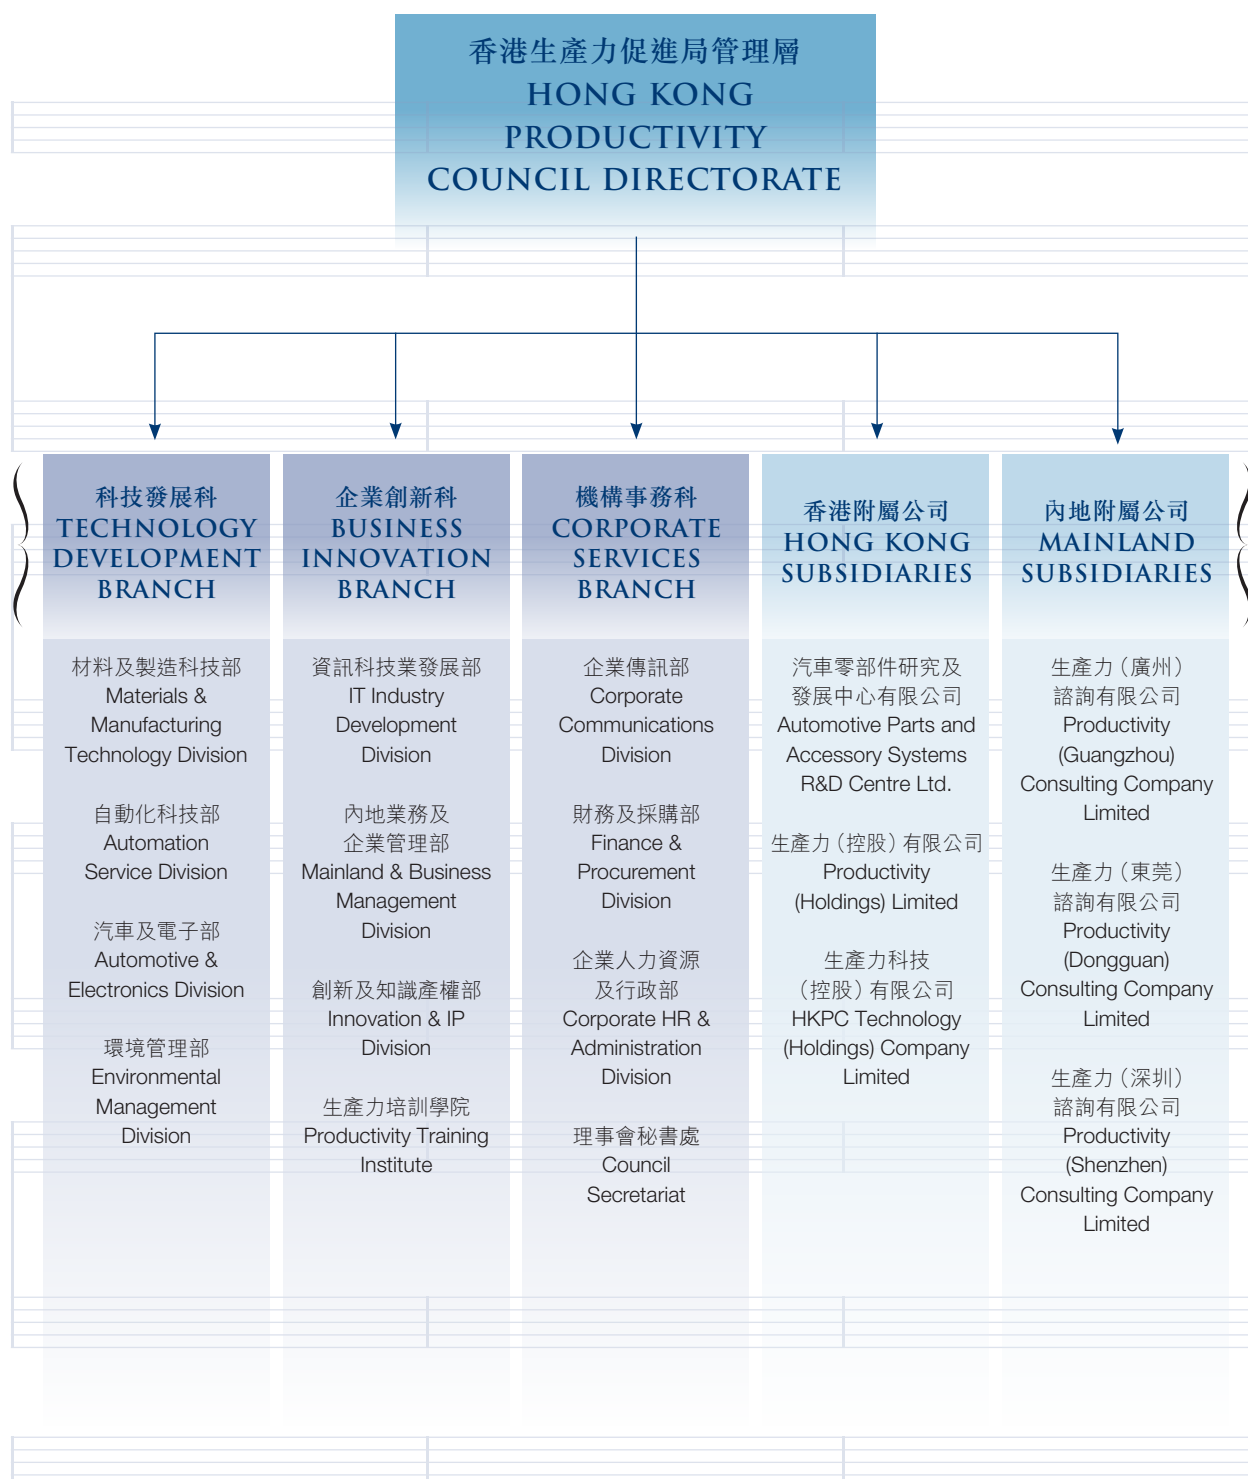 香港生產力促進局管理層
HONG KONG
PRODUCTIVITY
COUNCIL DIRECTORATE
科技發展科
TECHNOLOGY
DEVELOPMENT
BRANCH
材料及製造科技部
Materials &
Manufacturing
Technology Division
自動化科技部
Automation
Service Division
汽車及電子部
Automotive &
Electronics Division
環境管理部
Environmental
Management
Division
企業創新科
BUSINESS
INNOVATION
BRANCH
資訊科技業發展部
IT Industry
Development
Division
內地業務及
企業管理部
Mainland & Business
Management
Division
創新及知識產權部
Innovation & IP
Division
生產力培訓學院
Productivity Training
Institute
機構事務科
CORPORATE
SERVICES
BRANCH
企業傳訊部
Corporate
Communications
Division
財務及採購部
Finance &
Procurement
Division
企業人力資源
及行政部
Corporate HR &
Administration
Division
理事會秘書處
Council
Secretariat
香港附屬公司
HONG KONG
SUBSIDIARIES
汽車零部件研究及
發展中心有限公司
Automotive Parts and
Accessory Systems
R&D Centre Ltd.
生產力（控股）有限公司
Productivity
(Holdings) Limited
生產力科技
（控股）有限公司
HKPC Technology
(Holdings) Company
Limited
內地附屬公司
MAINLAND
SUBSIDIARIES
生產力（廣州）
諮詢有限公司
Productivity
(Guangzhou)
Consulting Company
Limited
生產力（東莞）
諮詢有限公司
Productivity
(Dongguan)
Consulting Company
Limited
生產力（深圳）
諮詢有限公司
Productivity
(Shenzhen)
Consulting Company
Limited